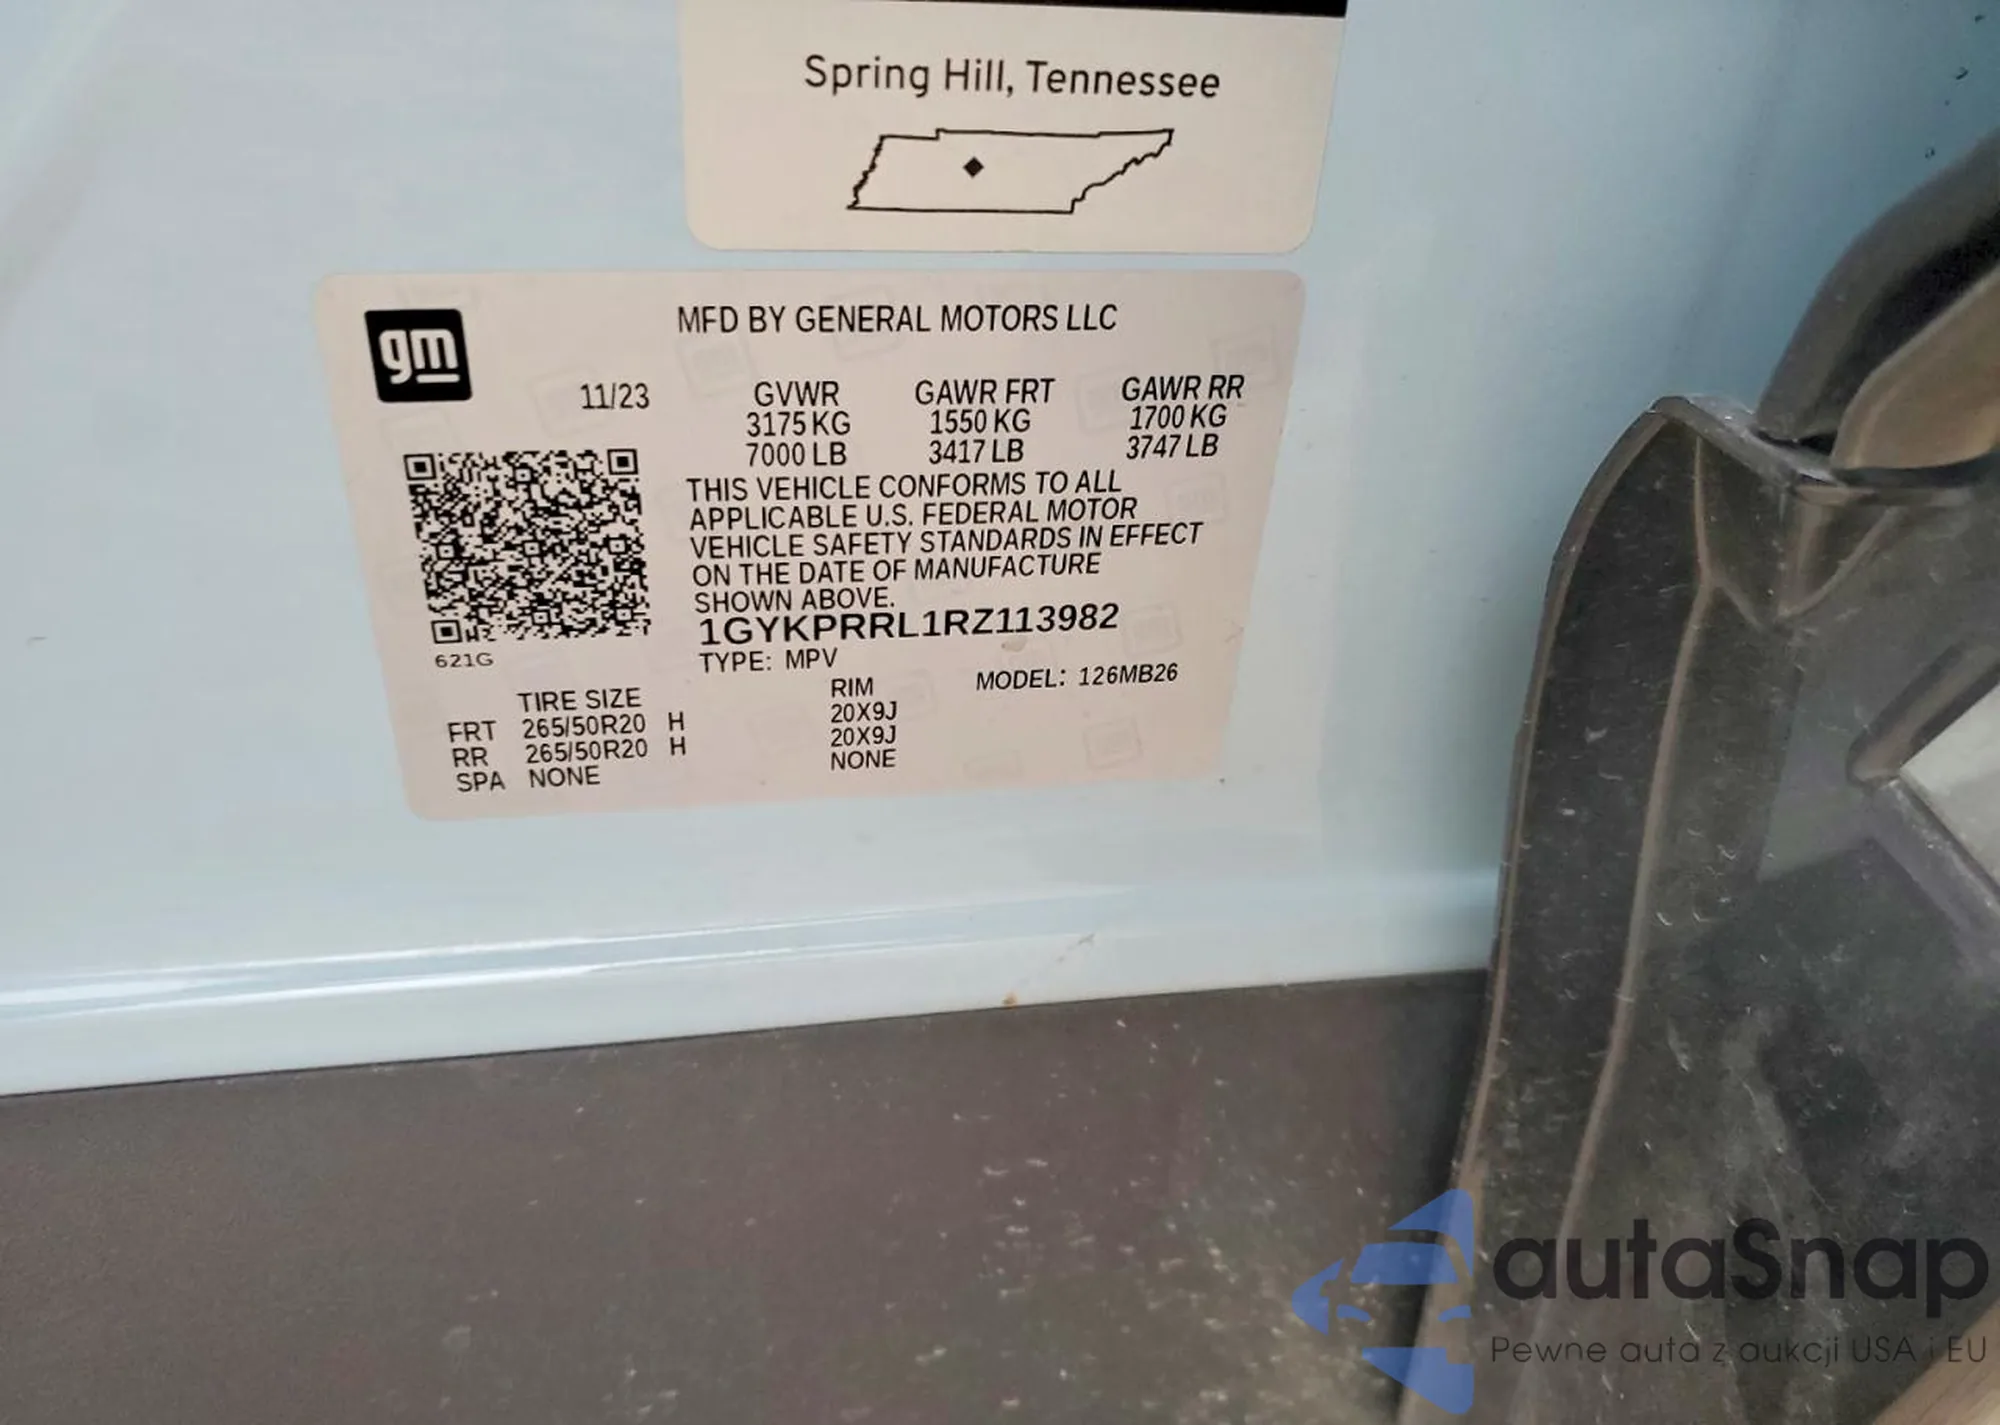 Spring Hill, Tennessee
gm
MFD BY GENERAL MOTORS LLC
11/23 GVWR GAWR FRT GAWR RR
3175 KG 1550 KG 1700 KG
7000 LB 3417 LB 3747 LB
THIS VEHICLE CONFORMS TO ALL
APPLICABLE U.S. FEDERAL MOTOR
VEHICLE SAFETY STANDARDS IN EFFECT
ON THE DATE OF MANUFACTURE
SHOWN ABOVE.
1GYKPRRL1RZ113982
621G
TYPE: MPV MODEL: 126MB26
TIRE SIZE RIM
FRT 265/50R20 H 20X9J
RR 265/50R20 H 20X9J
SPA NONE NONE
autaSnap
Pewne auta z aukcji USA i EU